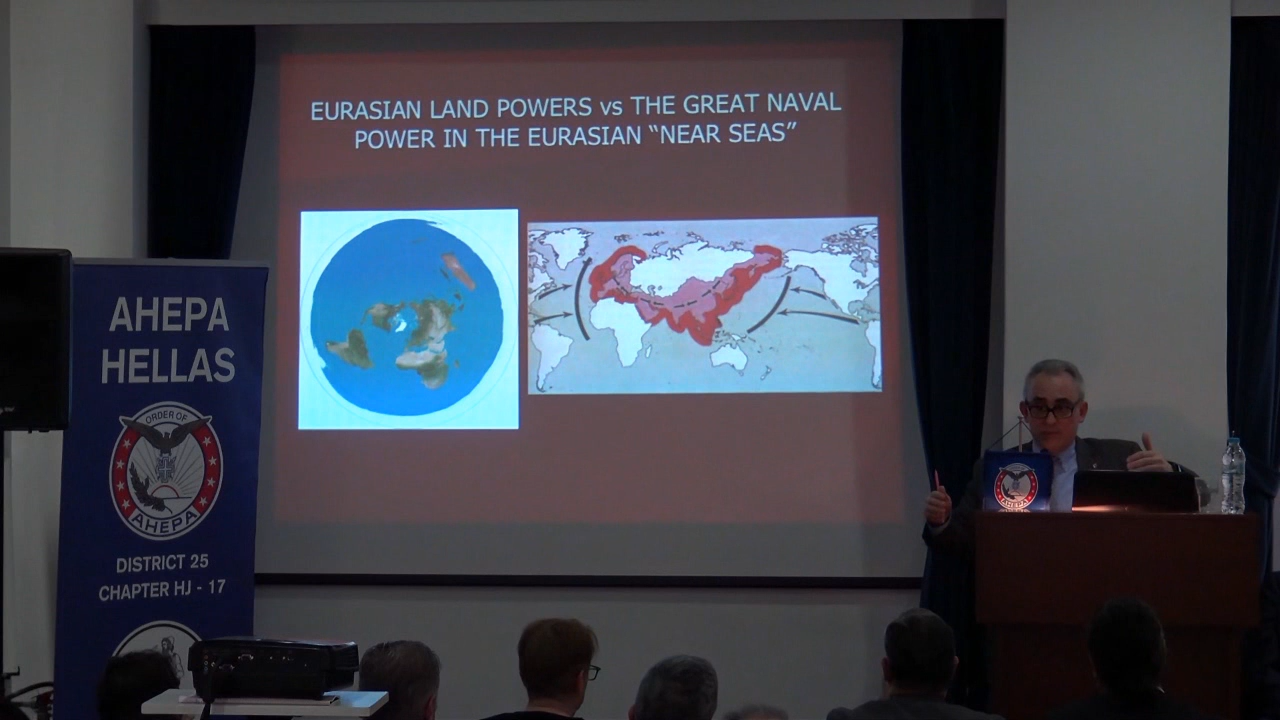 EURASIAN LAND POWERS vs THE GREAT NAVAL
POWER IN THE EURASIAN “NEAR SEAS”
AHEPA
HELLAS
ORDER OF
AHEPA
DISTRICT 25
CHAPTER HJ - 17
AHEPA